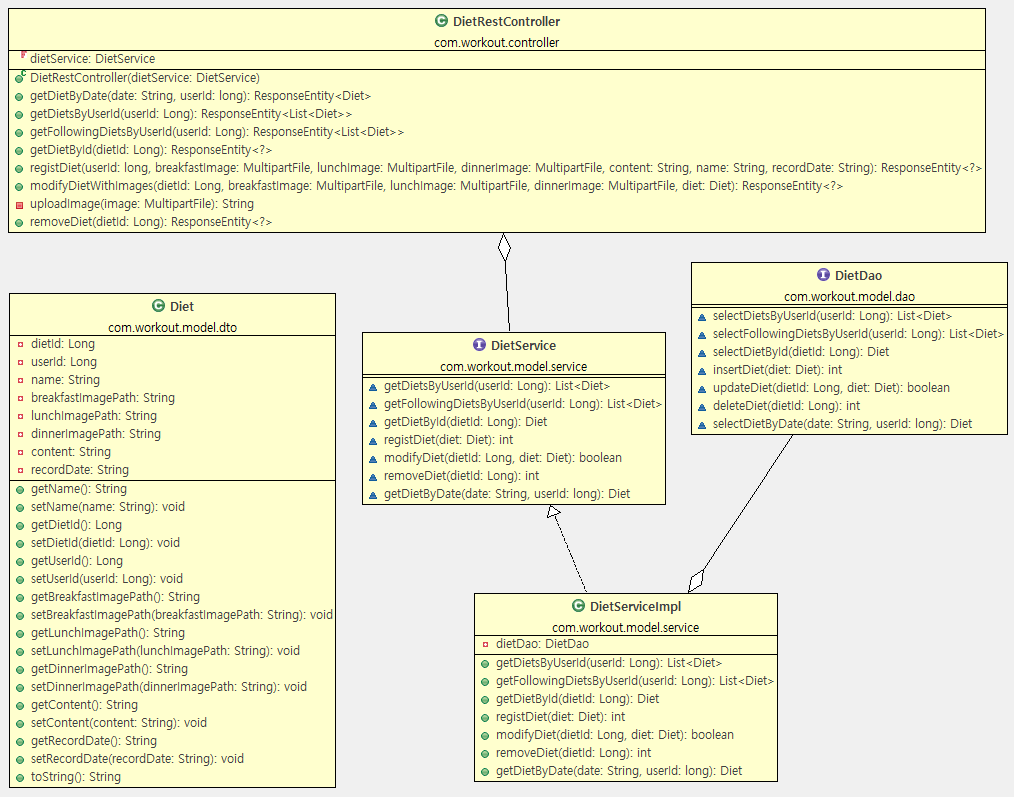 DietRestController
com.workout.controller
dietService: DietService
DietRestController(dietService: DietService)
getDietByDate(date: String, userId: long): ResponseEntity<Diet>
getDietsByUserId(userId: Long): ResponseEntity<List<Diet>>
getFollowingDietsByUserId(userId: Long): ResponseEntity<List<Diet>>
getDietById(dietId: Long): ResponseEntity<?>
registDiet(userId: long, breakfastImage: MultipartFile, lunchImage: MultipartFile, dinnerImage: MultipartFile, content: String, name: String, recordDate: String): ResponseEntity<?>
modifyDietWithImages(dietId: Long, breakfastImage: MultipartFile, lunchImage: MultipartFile, dinnerImage: MultipartFile, diet: Diet): ResponseEntity<?>
uploadImage(image: MultipartFile): String
removeDiet(dietId: Long): ResponseEntity<?>
DietDao
com.workout.model.dao
selectDietsByUserId(userId: Long): List<Diet>
selectFollowingDietsByUserId(userId: Long): List<Diet>
selectDietById(dietId: Long): Diet
insertDiet(diet: Diet): int
updateDiet(dietId: Long, diet: Diet): boolean
deleteDiet(dietId: Long): int
selectDietByDate(date: String, userId: long): Diet
Diet
com.workout.model.dto
dietId: Long
userId: Long
name: String
breakfastImagePath: String
lunchImagePath: String
dinnerImagePath: String
content: String
recordDate: String
getName(): String
setName(name: String): void
getDietId(): Long
setDietId(dietId: Long): void
getUserId(): Long
setUserId(userId: Long): void
getBreakfastImagePath(): String
setBreakfastImagePath(breakfastImagePath: String): void
getLunchImagePath(): String
setLunchImagePath(lunchImagePath: String): void
getDinnerImagePath(): String
setDinnerImagePath(dinnerImagePath: String): void
getContent(): String
setContent(content: String): void
getRecordDate(): String
setRecordDate(recordDate: String): void
toString(): String
DietService
com.workout.model.service
getDietsByUserId(userId: Long): List<Diet>
getFollowingDietsByUserId(userId: Long): List<Diet>
getDietById(dietId: Long): Diet
registDiet(diet: Diet): int
modifyDiet(dietId: Long, diet: Diet): boolean
removeDiet(dietId: Long): int
getDietByDate(date: String, userId: long): Diet
DietServiceImpl
com.workout.model.service
dietDao: DietDao
getDietsByUserId(userId: Long): List<Diet>
getFollowingDietsByUserId(userId: Long): List<Diet>
getDietById(dietId: Long): Diet
registDiet(diet: Diet): int
modifyDiet(dietId: Long, diet: Diet): boolean
removeDiet(dietId: Long): int
getDietByDate(date: String, userId: long): Diet